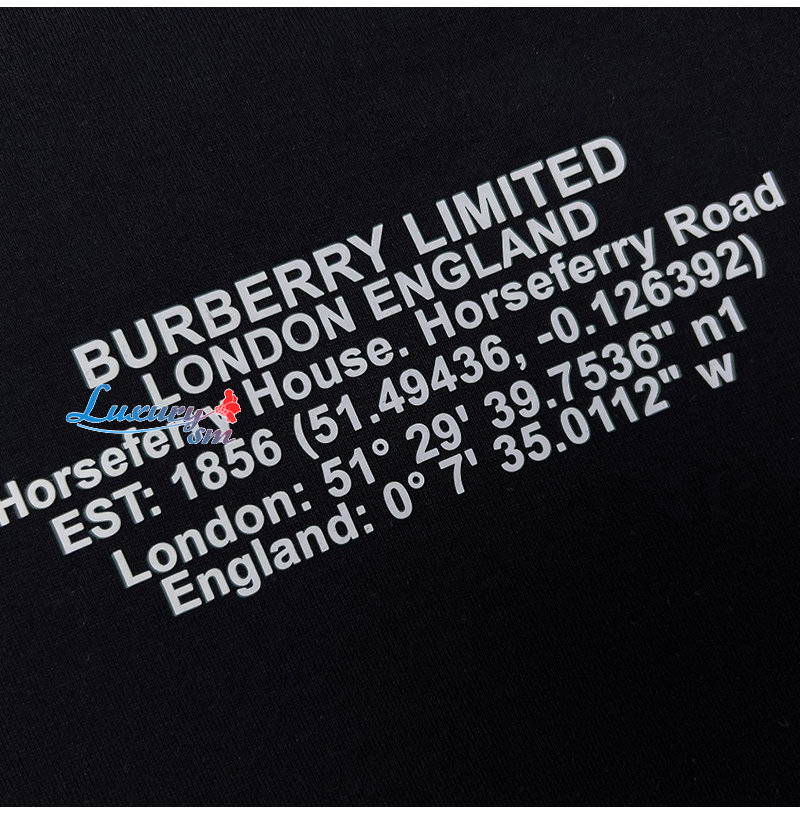 BURBERRY LIMITED
LONDON ENGLAND
Horseferry House. Horseferry Road
EST: 1856 (51.49436, -0.126392)
London: 51° 29' 39.7536" n1
England: 0° 7' 35.0112" w
Luxury sm